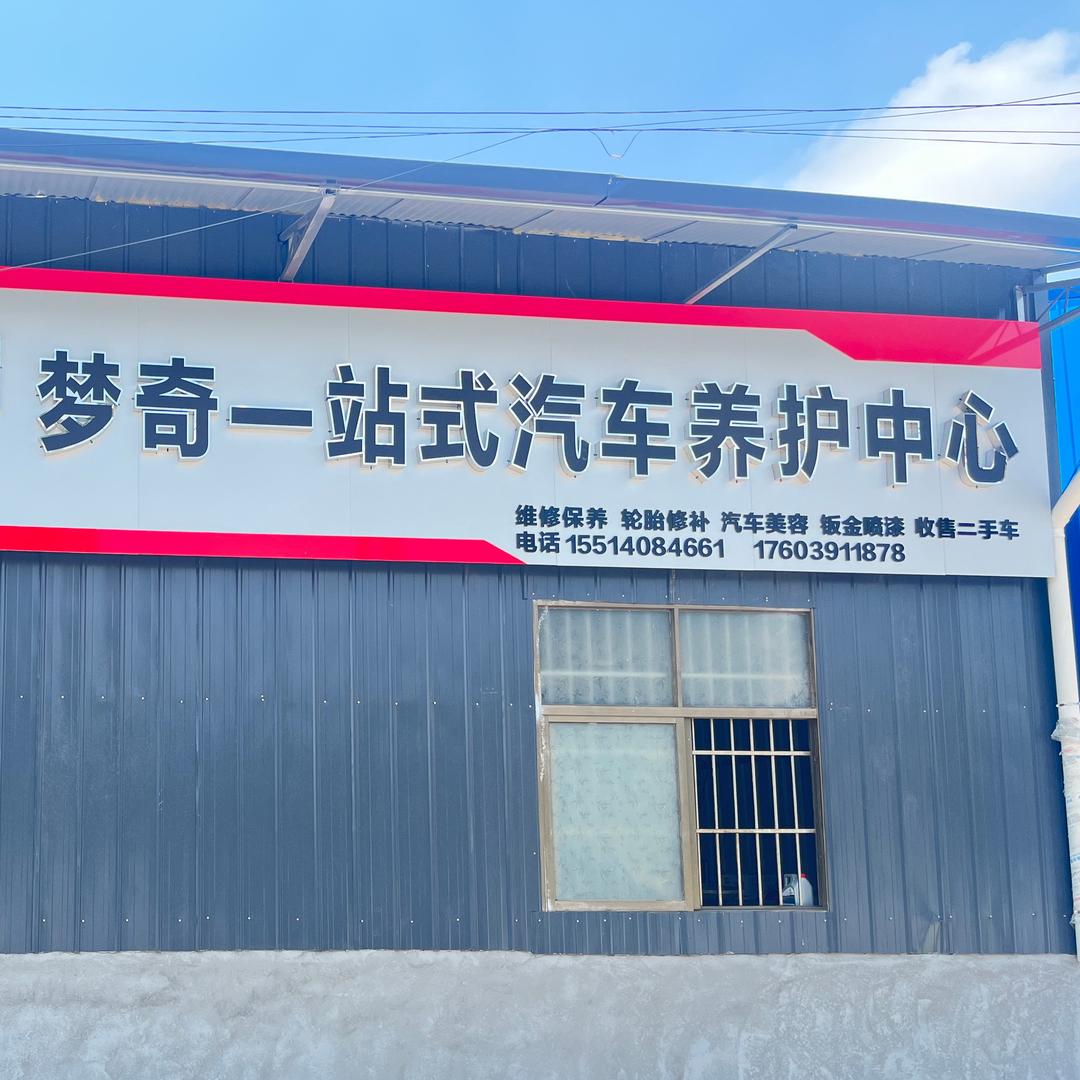 梦奇一站式汽车养护中心
维修保养 轮胎修补 汽车美容 钣金喷漆 收售二手车
电话 15514084661 17603911878